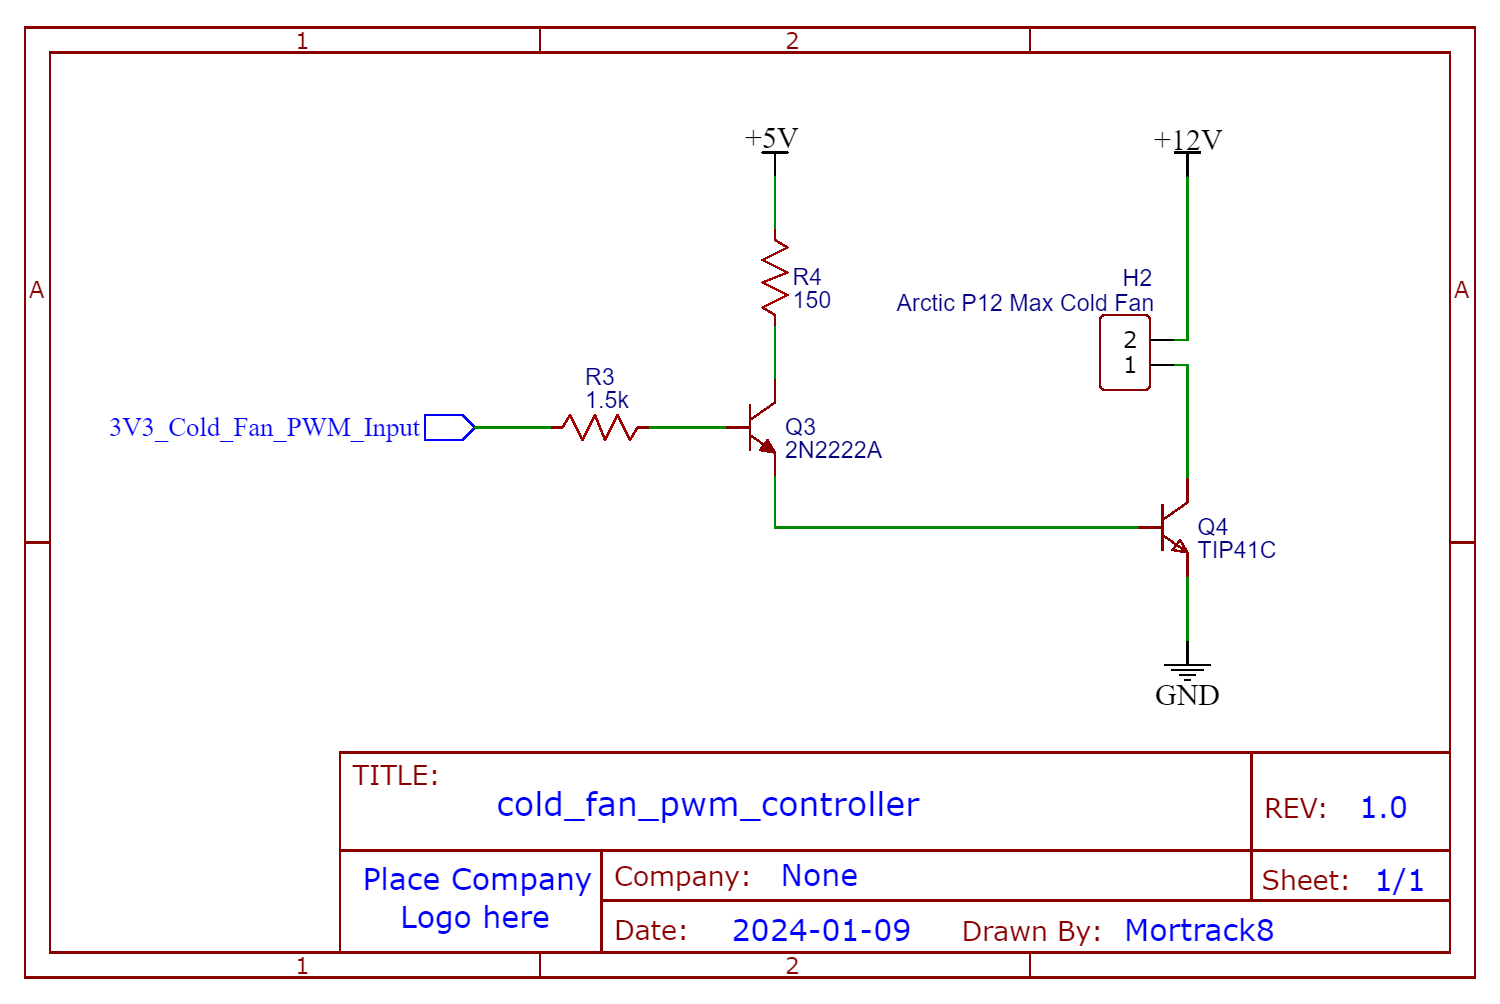 1
2
A
A
+5V
+12V
R4
150
H2
Arctic P12 Max Cold Fan
2
1
R3
1.5k
3V3_Cold_Fan_PWM_Input
Q3
2N2222A
Q4
TIP41C
GND
TITLE:
cold_fan_pwm_controller
REV: 1.0
Place Company
Logo here
Company: None
Sheet: 1/1
Date: 2024-01-09 Drawn By: Mortrack8
1
2